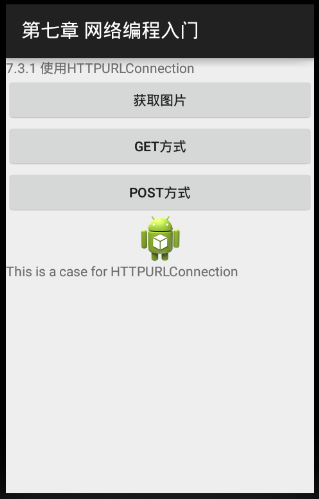 第七章 网络编程入门
7.3.1 使用HTTPURLConnection
获取图片
GET方式
POST方式
This is a case for HTTPURLConnection